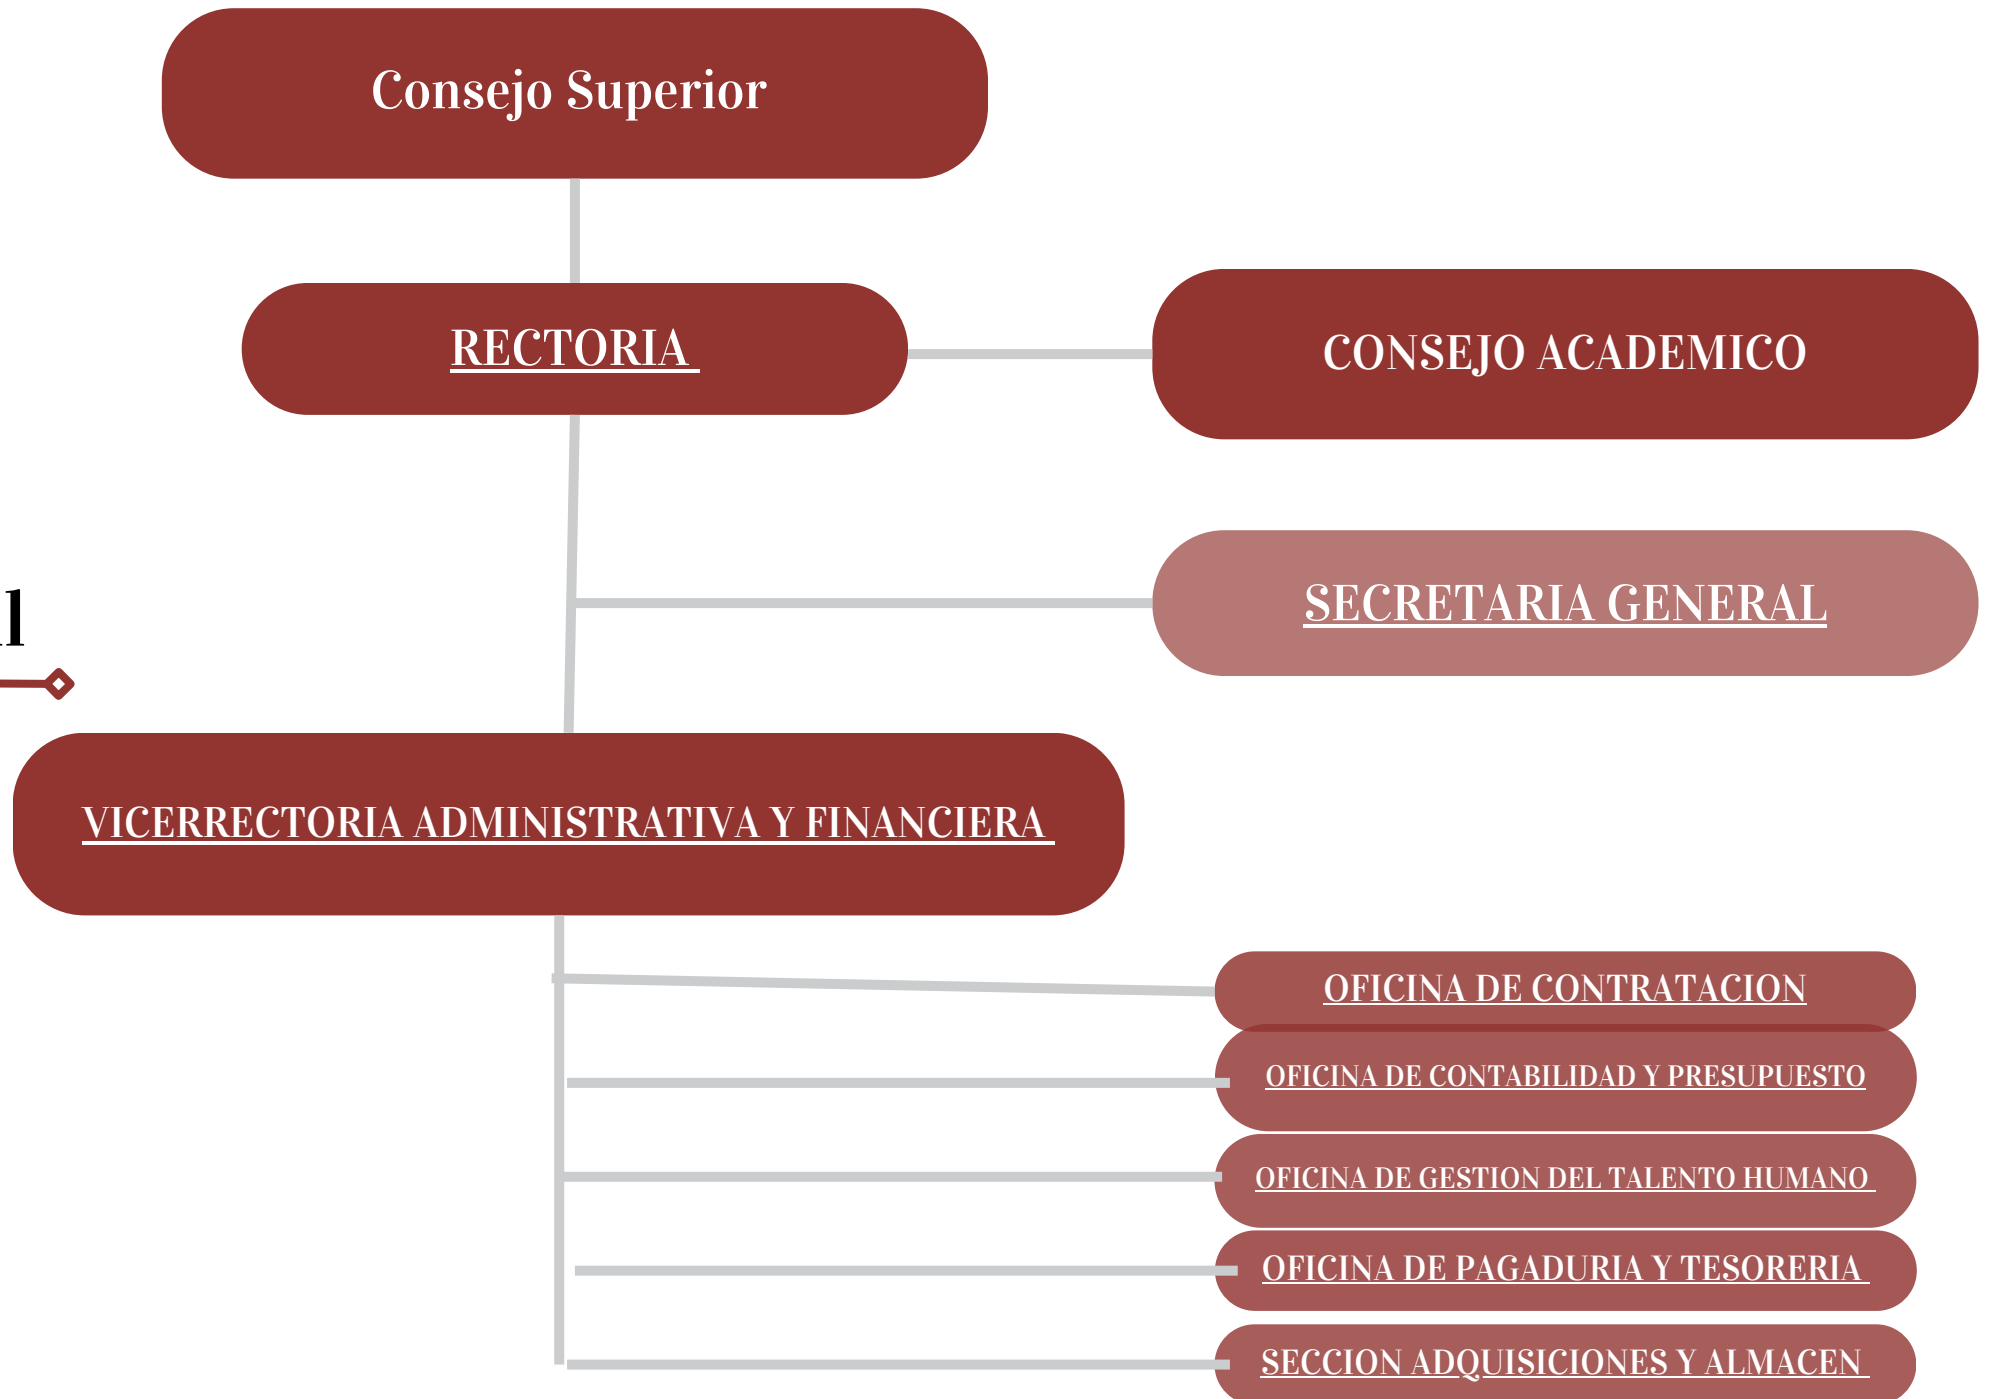 Consejo Superior
RECTORIA
CONSEJO ACADEMICO
SECRETARIA GENERAL
VICERRECTORIA ADMINISTRATIVA Y FINANCIERA
OFICINA DE CONTRATACION
OFICINA DE CONTABILIDAD Y PRESUPUESTO
OFICINA DE GESTION DEL TALENTO HUMANO
OFICINA DE PAGADURIA Y TESORERIA
SECCION ADQUISICIONES Y ALMACEN